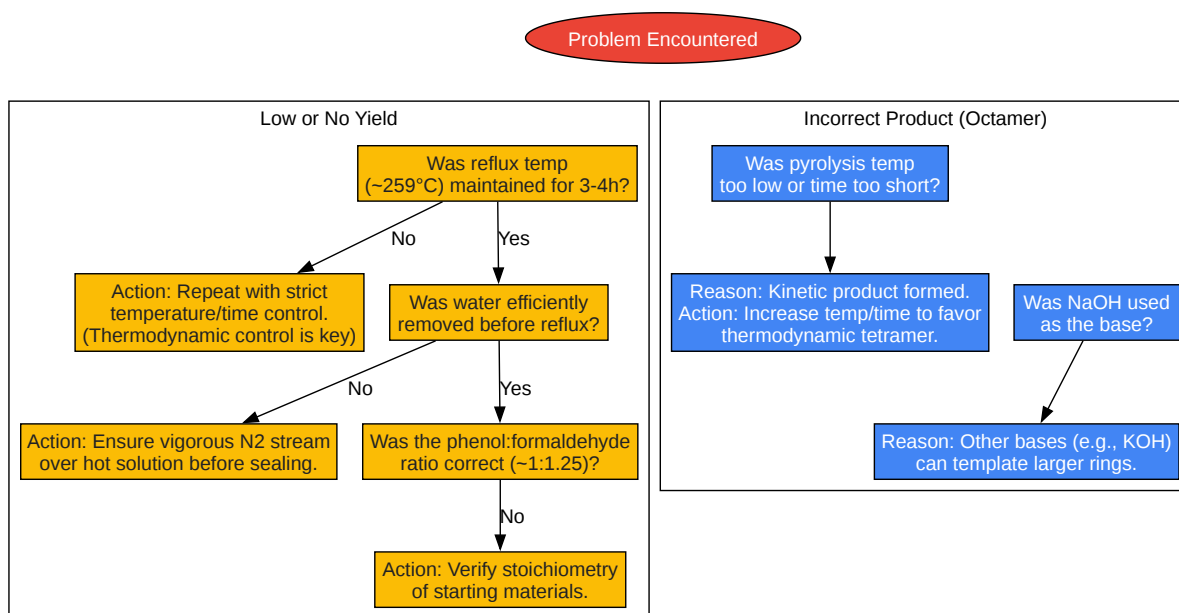 Problem Encountered
Low or No Yield
Was reflux temp
(~259°C) maintained for 3-4h?
No
Yes
Action: Repeat with strict
temperature/time control.
(Thermodynamic control is key)
Was water efficiently
removed before reflux?
No
Yes
Action: Ensure vigorous N2 stream
over hot solution before sealing.
Was the phenol:formaldehyde
ratio correct (~1:1.25)?
No
Action: Verify stoichiometry
of starting materials.
Incorrect Product (Octamer)
Was pyrolysis temp
too low or time too short?
Reason: Kinetic product formed.
Action: Increase temp/time to favor
thermodynamic tetramer.
Was NaOH used
as the base?
Reason: Other bases (e.g., KOH)
can template larger rings.